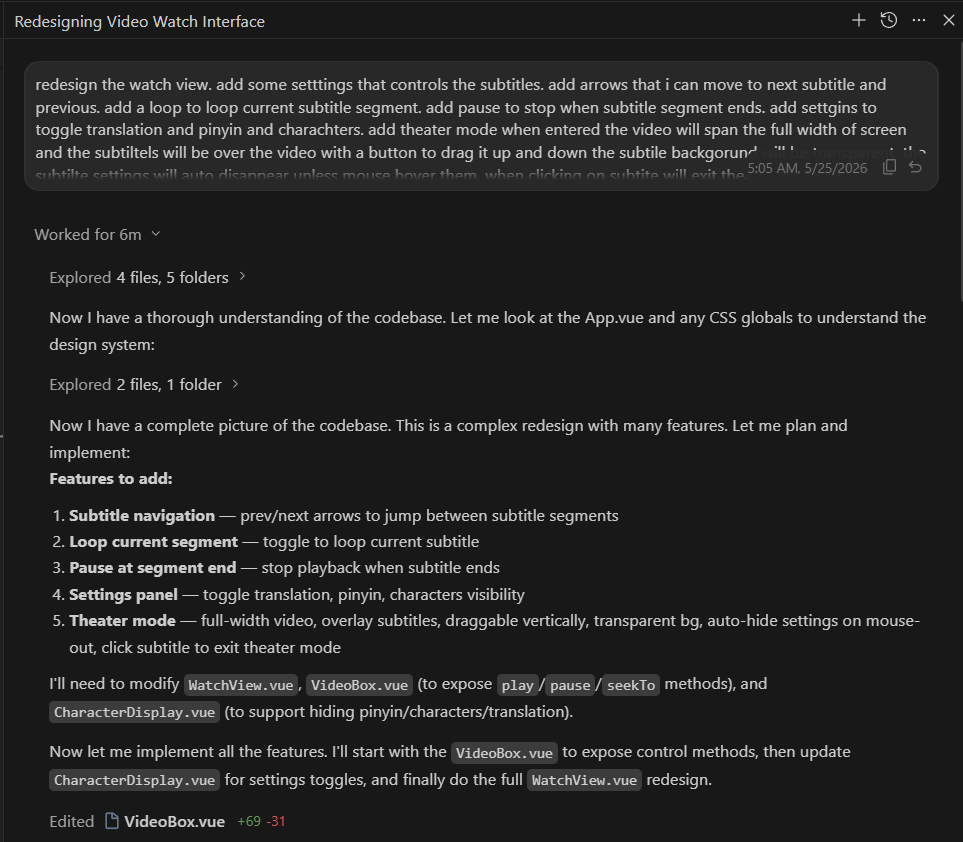 Redesigning Video Watch Interface
redesign the watch view. add some setttings that controls the subtitles. add arrows that i can move to next subtitle and
previous. add a loop to loop current subtitle segment. add pause to stop when subtitle segment ends. add settgins to
toggle translation and pinyin and charachters. add theater mode when entered the video will span the full width of screen
and the subtiltels will be over the video with a button to drag it up and down the subtile backgorund will be transparent. the
subtilte settings will auto disappear unless mouse hover them. when clicking on subtite will exit the
5:05 AM, 5/25/2026
Worked for 6m
Explored 4 files, 5 folders
Now I have a thorough understanding of the codebase. Let me look at the App.vue and any CSS globals to understand the
design system:
Explored 2 files, 1 folder
Now I have a complete picture of the codebase. This is a complex redesign with many features. Let me plan and
implement:
Features to add:
1. Subtitle navigation — prev/next arrows to jump between subtitle segments
2. Loop current segment — toggle to loop current subtitle
3. Pause at segment end — stop playback when subtitle ends
4. Settings panel — toggle translation, pinyin, characters visibility
5. Theater mode — full-width video, overlay subtitles, draggable vertically, transparent bg, auto-hide settings on mouse-
out, click subtitle to exit theater mode
I'll need to modify WatchView.vue, VideoBox.vue (to expose play/pause/seekTo methods), and
CharacterDisplay.vue (to support hiding pinyin/characters/translation).
Now let me implement all the features. I'll start with the VideoBox.vue to expose control methods, then update
CharacterDisplay.vue for settings toggles, and finally do the full WatchView.vue redesign.
Edited VideoBox.vue +69 -31